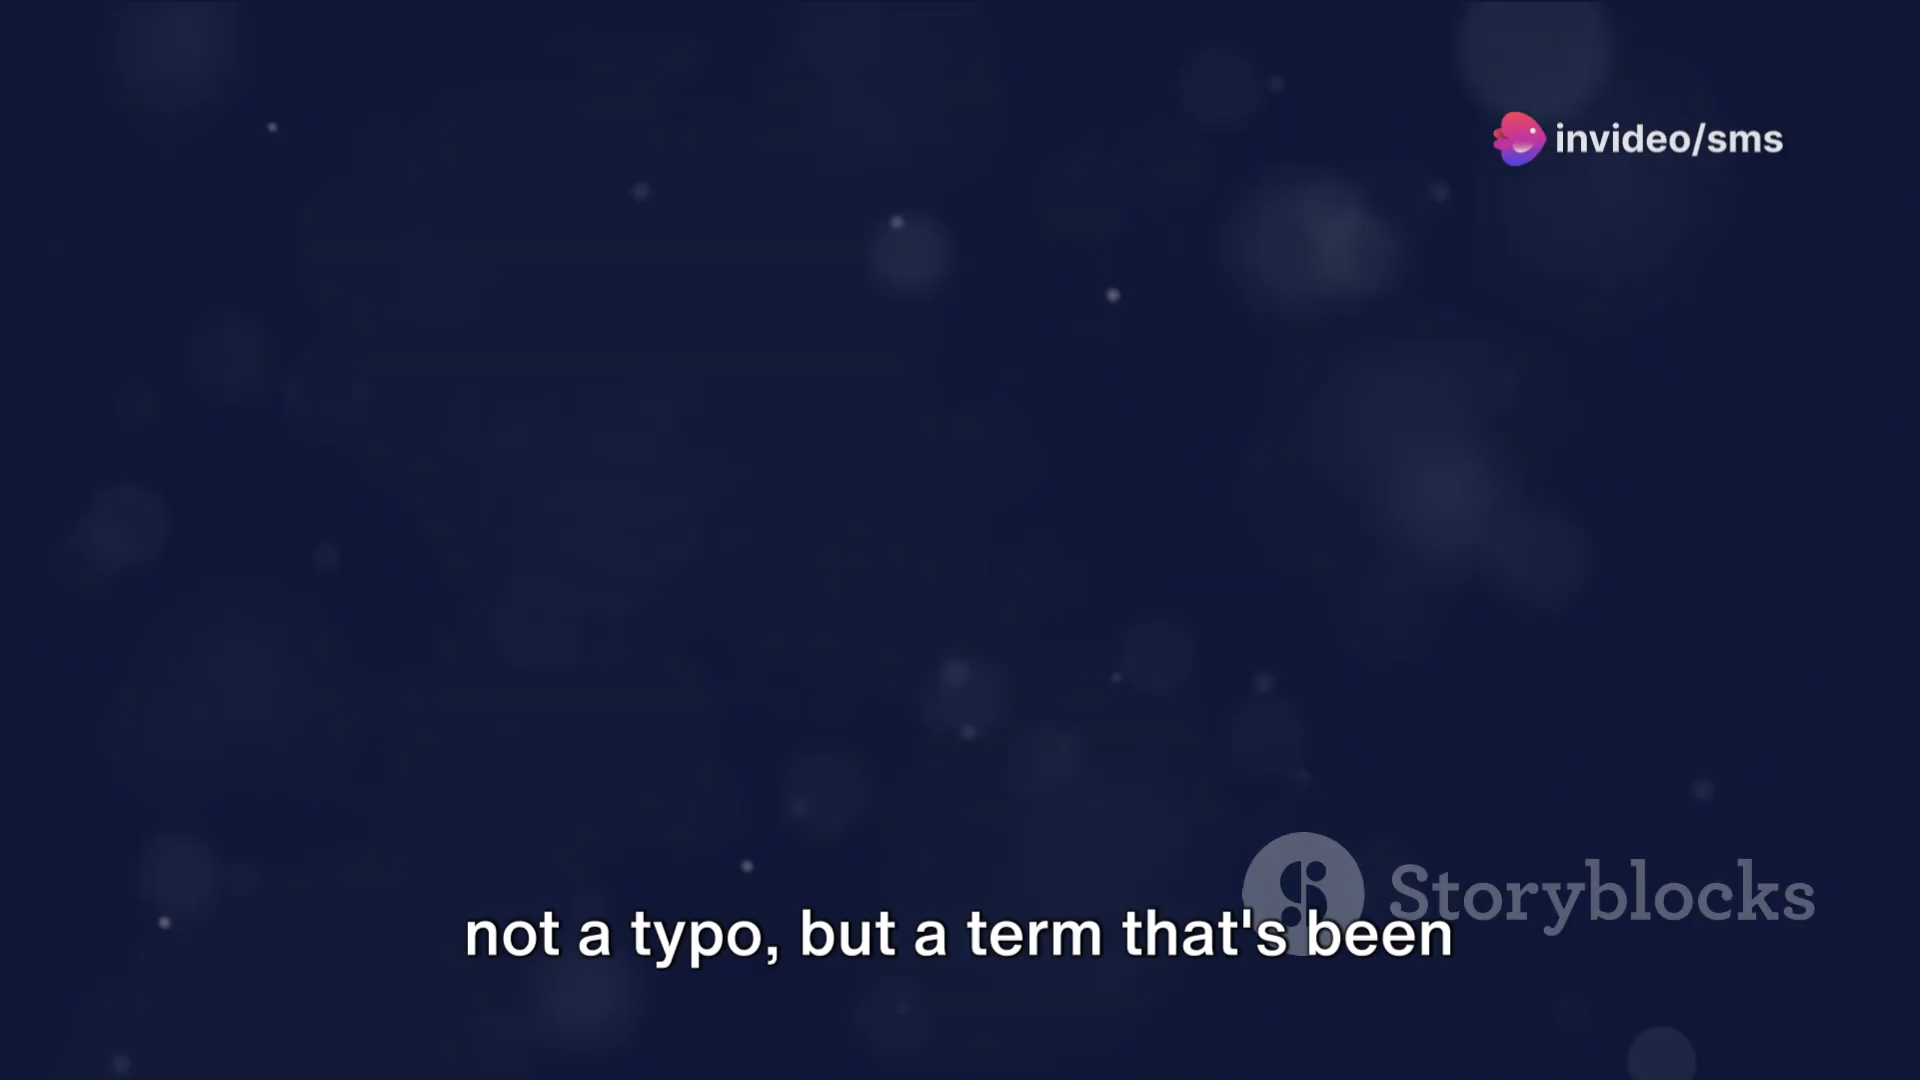 invideo/sms
Storyblocks
not a typo, but a term that's been